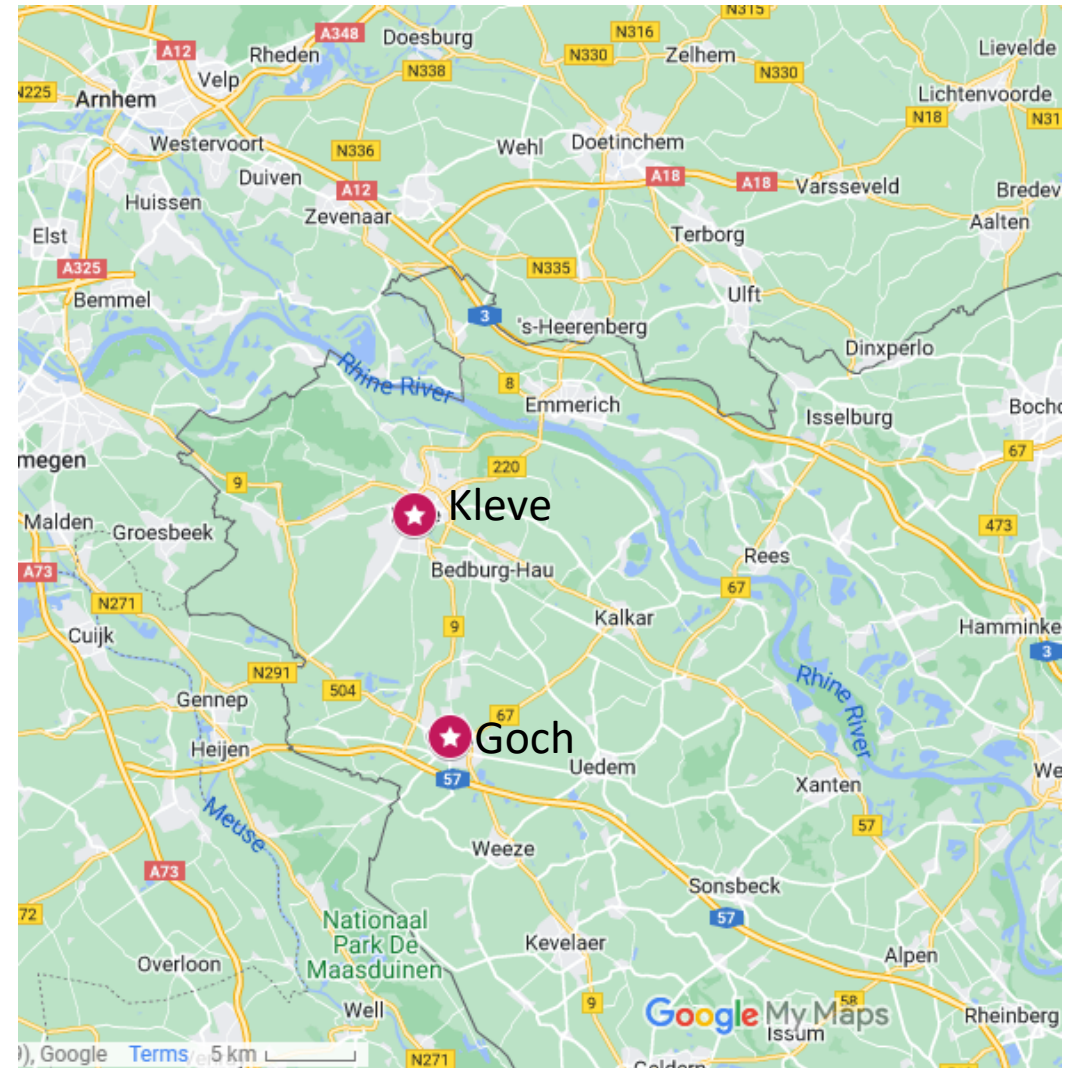 N315
A348
Doesburg
N316
Lievelde
A12
Rheden
N330
Zelhem
Velp
N338
N330
N225
Arnhem
Lichtenvoorde
N18
N31
Westervoort
N336
Wehl
Doetinchem
Duiven
A12
A18
A18
Varsseveld
Bredev
Huissen
Zevenaar
Aalten
Elst
Terborg
A325
N335
Bemmel
Ulft
3
's-Heerenberg
Dinxperlo
Rhine River
8
Emmerich
Isselburg
Bocho
67
megen
220
9
Kleve
Malden
Groesbeek
473
A73
Bedburg-Hau
Rees
67
N271
9
Kalkar
Cuijk
Hamminke
3
N291
504
Rhine River
Gennep
67
Goch
Heijen
57
Uedem
Xanten
We
Meuse
57
Weeze
A73
Sonsbeck
72
57
Nationaal
Park De
Maasduinen
Kevelaer
Overloon
Alpen
9
58
Well
Google My Maps
Rheinberg
Issum
), Google Terms 5 km
N271
Geldern